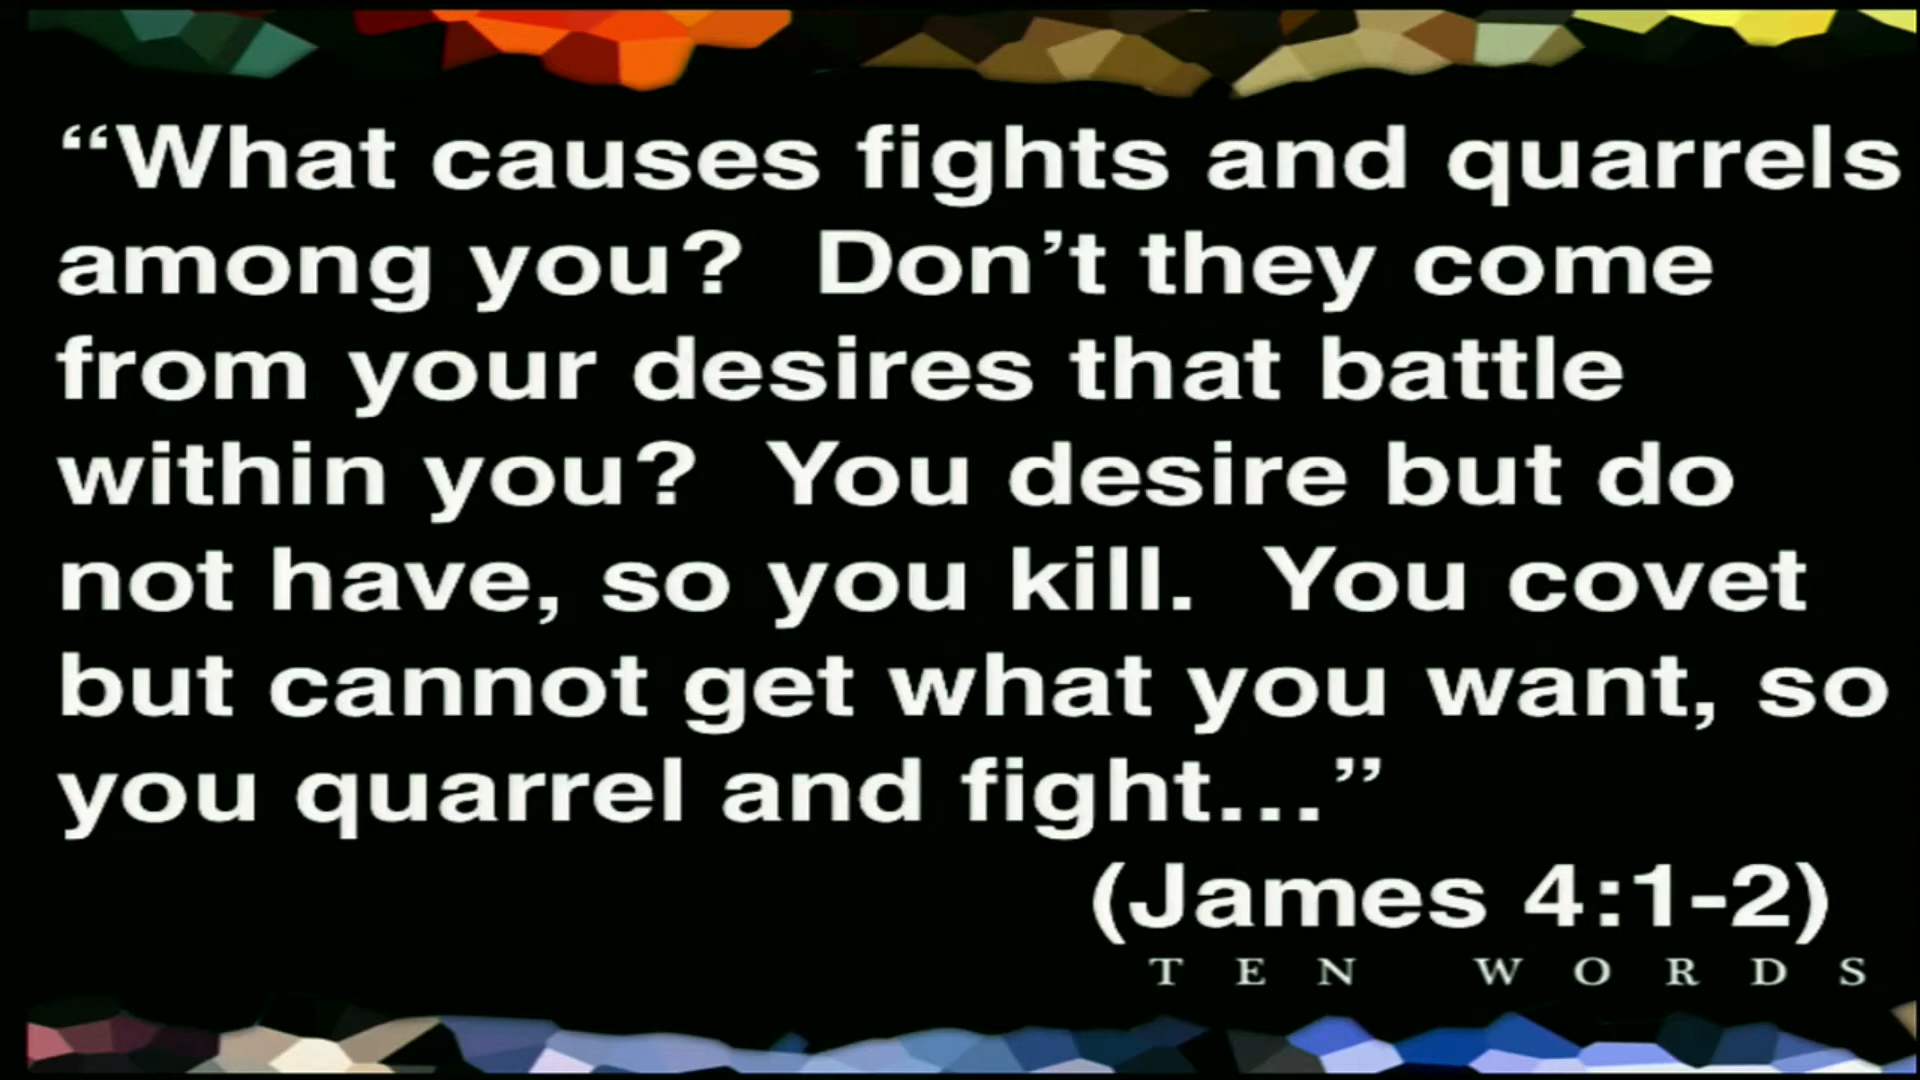 “What causes fights and quarrels
among you?  Don’t they come
from your desires that battle
within you?  You desire but do
not have, so you kill.  You covet
but cannot get what you want, so
you quarrel and fight...”
(James 4:1-2)
TEN WORDS